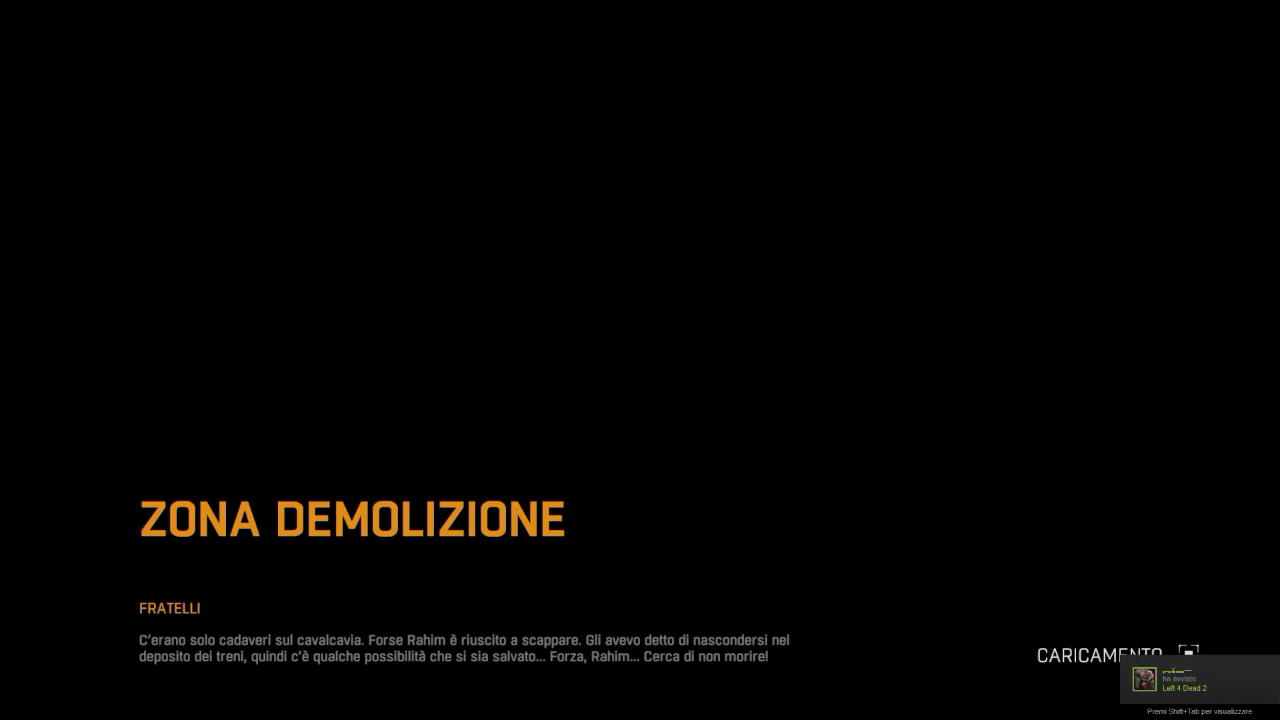 ZONA DEMOLIZIONE
FRATELLI
C'erano solo cadaveri sul cavalcavia. Forse Rahim è riuscito a scappare. Gli avevo detto di nascondersi nel
deposito dei treni, quindi c'è qualche possibilità che si sia salvato... Forza, Rahim... Cerca di non morire!
CARICAMENTO
ha avviato
Left 4 Dead 2
Premi Shift+Tab per visualizzare